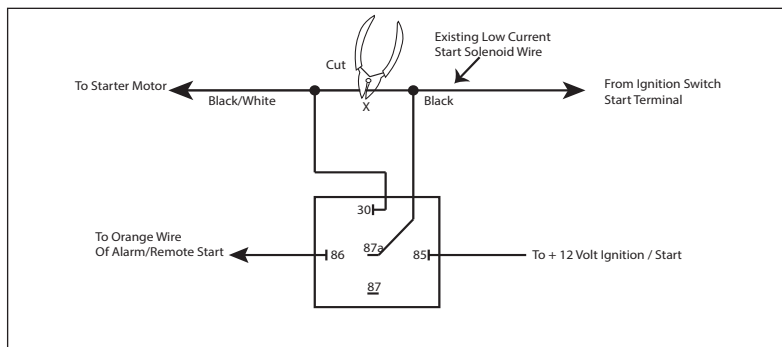 Existing Low Current
Start Solenoid Wire
Cut
To Starter Motor
From Ignition Switch
Start Terminal
Black/White
X
Black
30
To Orange Wire
Of Alarm/Remote Start
86
87a
85
To + 12 Volt Ignition / Start
87